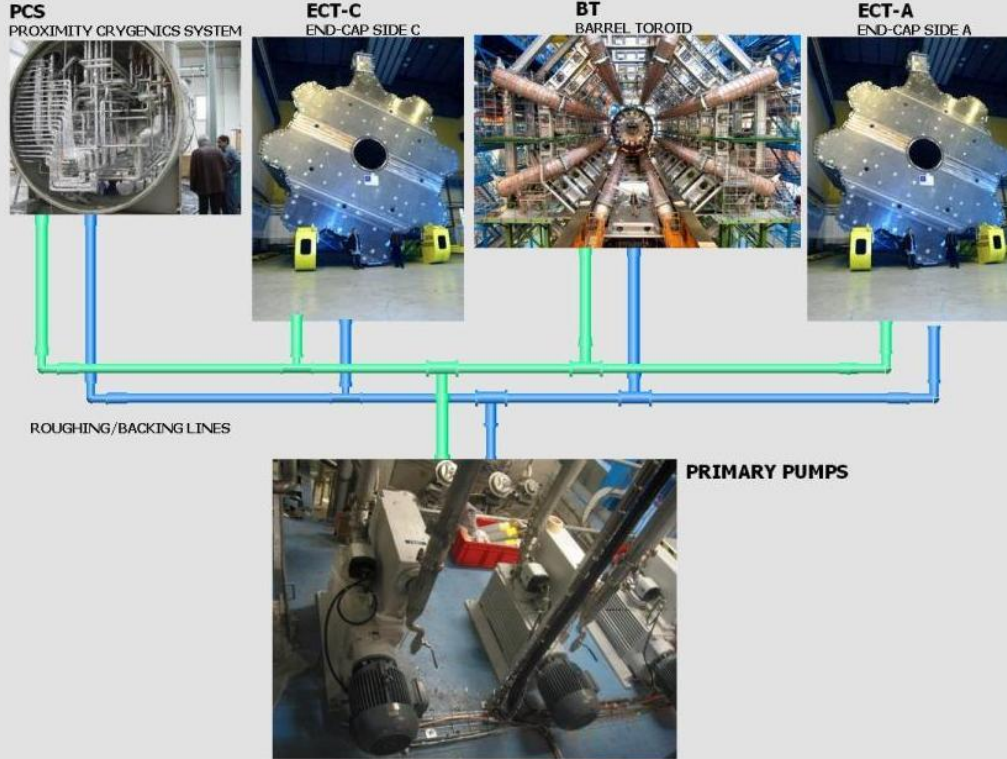 PCS
PROXIMITY CRYGENICS SYSTEM
ECT-C
END-CAP SIDE C
BT
BARREL TOROID
ECT-A
END-CAP SIDE A
ROUGHING/BACKING LINES
PRIMARY PUMPS